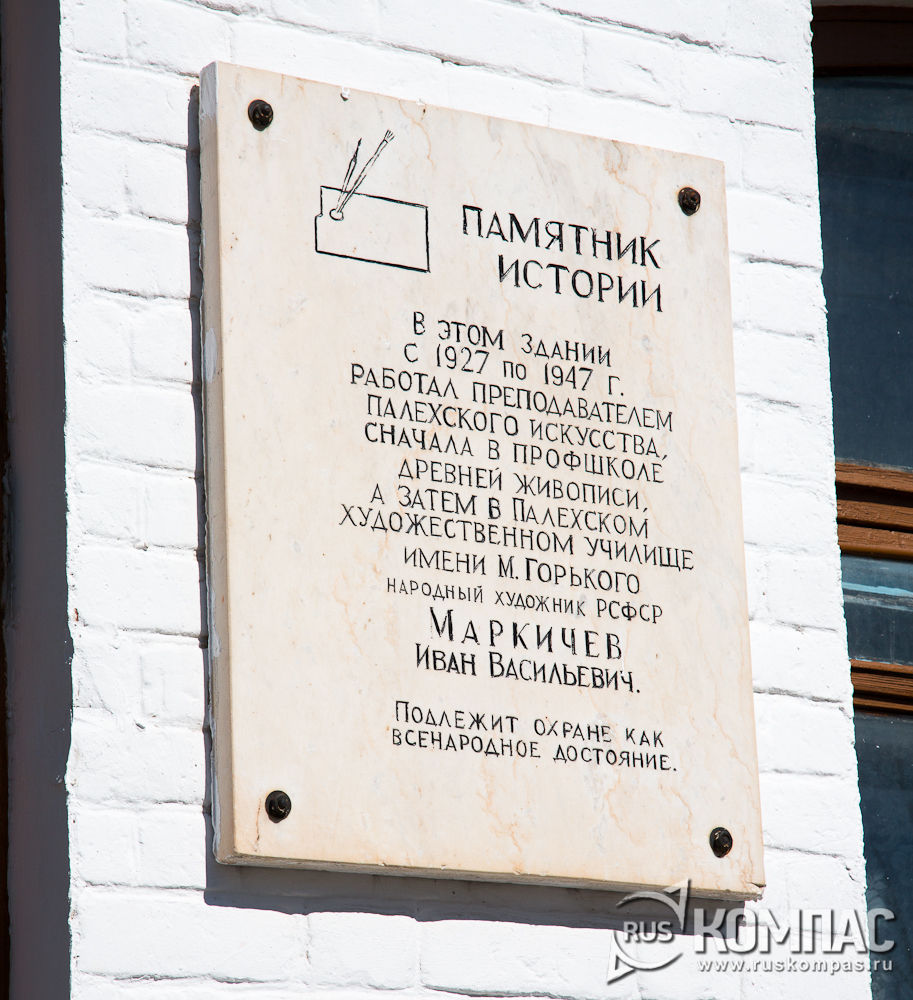 ПАМЯТНИК
ИСТОРИИ
В ЭТОМ ЗДАНИИ
С 1927 ПО 1947 Г.
РАБОТАЛ ПРЕПОДАВАТЕЛЕМ
ПАЛЕХСКОГО ИСКУССТВА,
СНАЧАЛА В ПРОФШКОЛЕ
ДРЕВНЕЙ ЖИВОПИСИ,
А ЗАТЕМ В ПАЛЕХСКОМ
ХУДОЖЕСТВЕННОМ УЧИЛИЩЕ
ИМЕНИ М. ГОРЬКОГО
НАРОДНЫЙ ХУДОЖНИК РСФСР
МАРКИЧЕВ
ИВАН ВАСИЛЬЕВИЧ.
ПОДЛЕЖИТ ОХРАНЕ КАК
ВСЕНАРОДНОЕ ДОСТОЯНИЕ.
RUS КОМПАС
www.ruskompas.ru